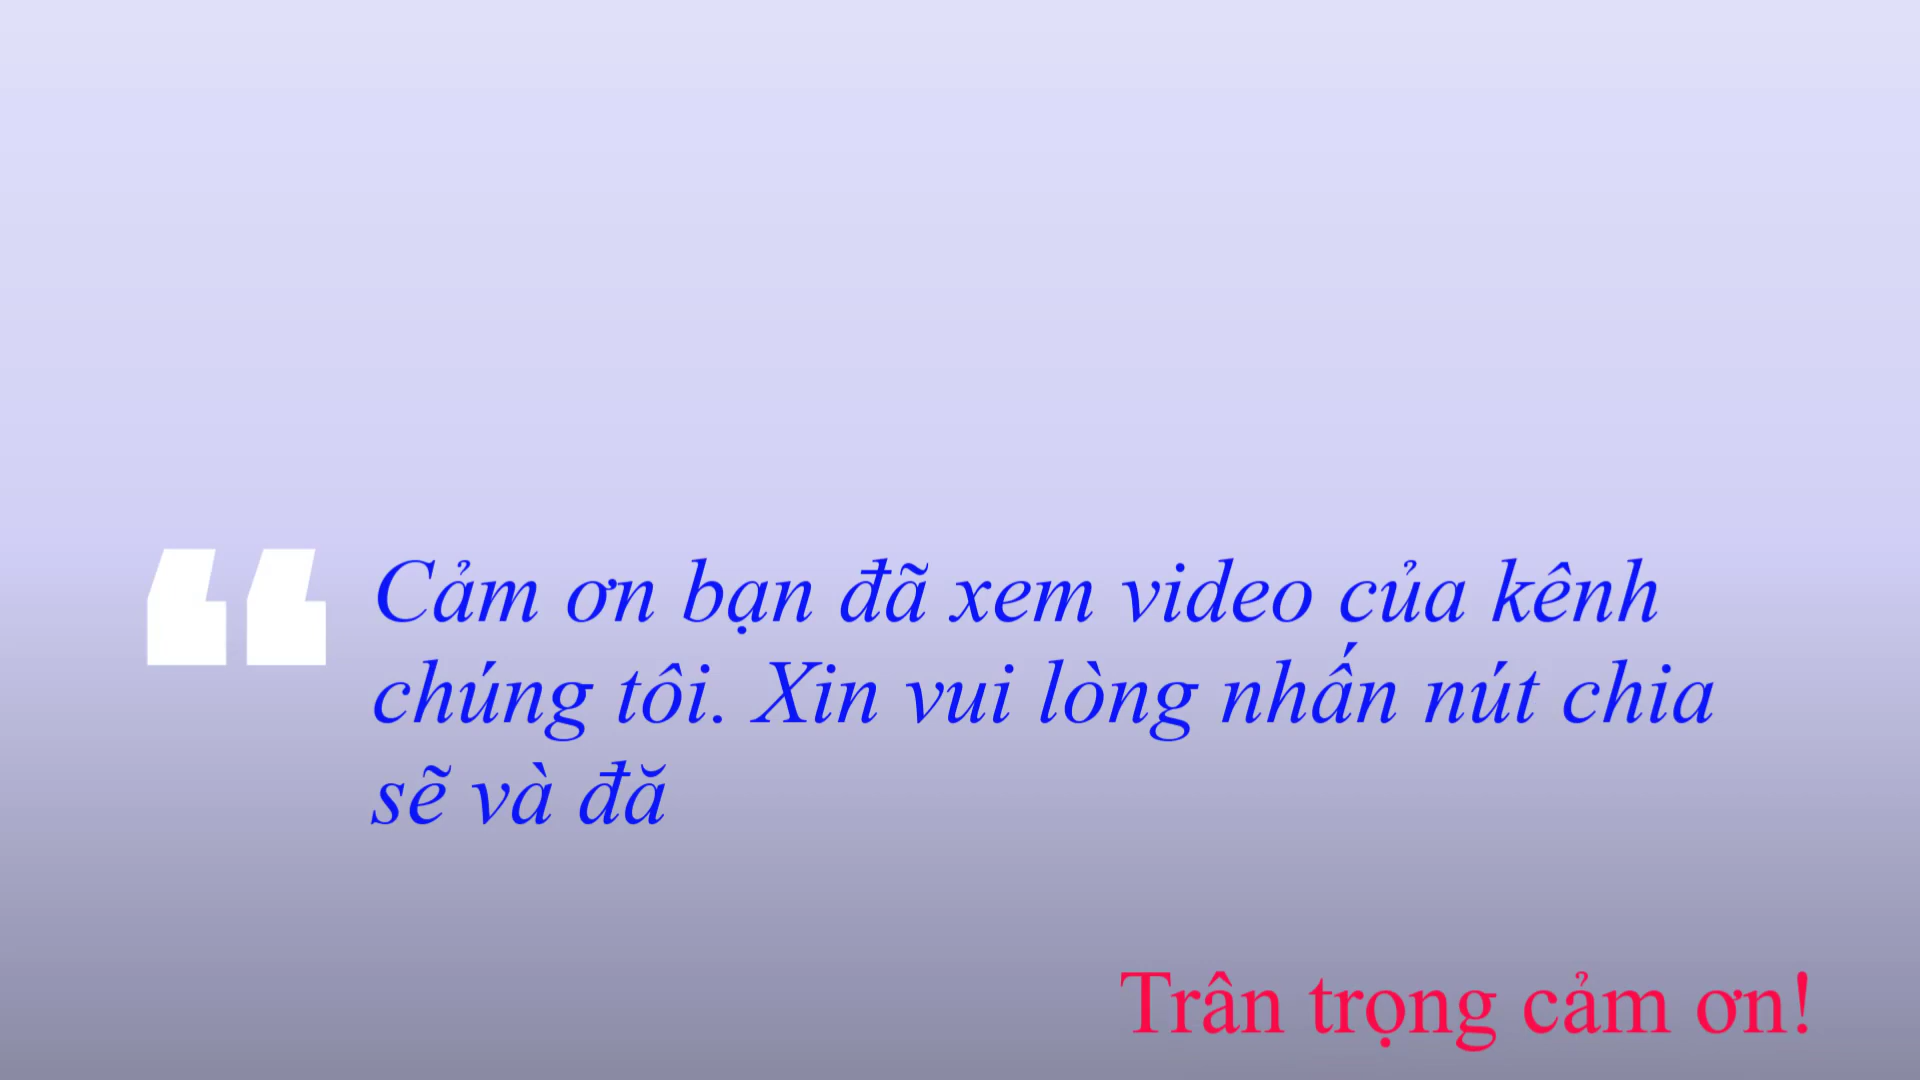 “Cảm ơn bạn đã xem video của kênh
chúng tôi. Xin vui lòng nhấn nút chia
sẽ và đă
Trân trọng cảm ơn!